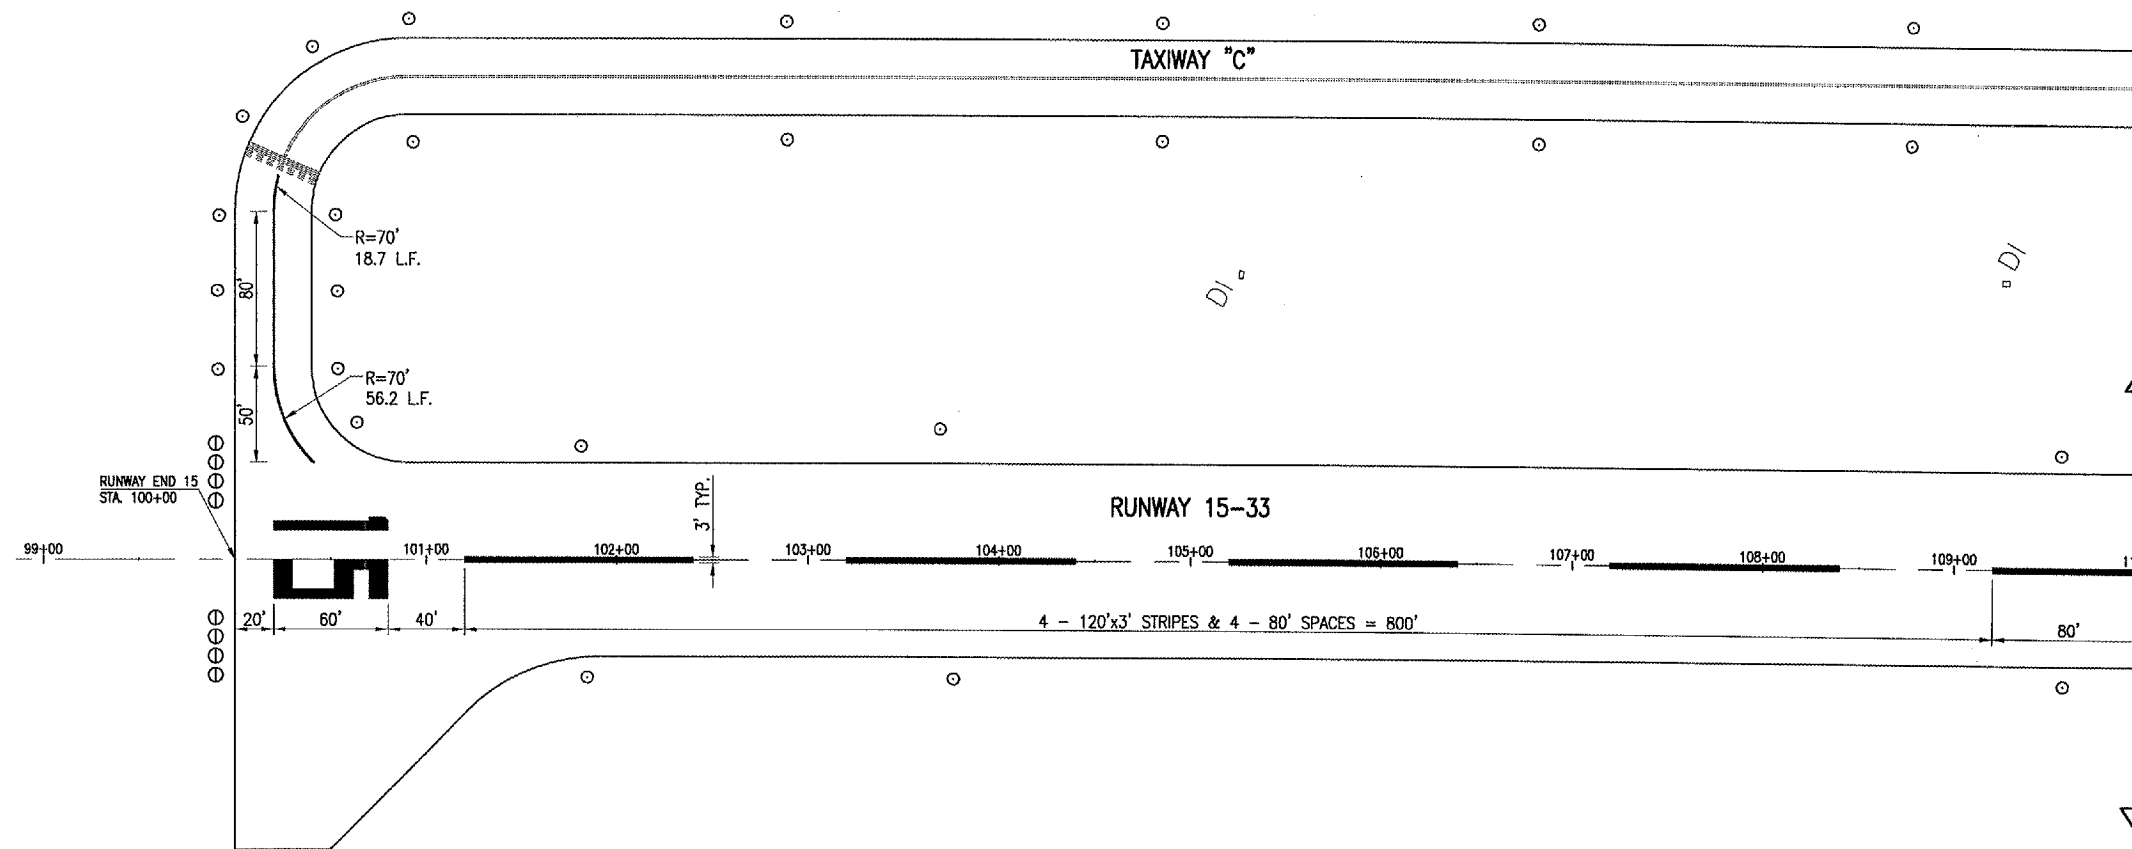 TAXIWAY "C"
R=70'
18.7 L.F.
80'
DI
DI
R=70'
56.2 L.F.
50'
RUNWAY END 15
STA. 100+00
3' TYP.
RUNWAY 15-33
15
99+00
101+00
102+00
103+00
104+00
105+00
106+00
107+00
108+00
109+00
20'
60'
40'
4 - 120'x3' STRIPES & 4 - 80' SPACES = 800'
80'